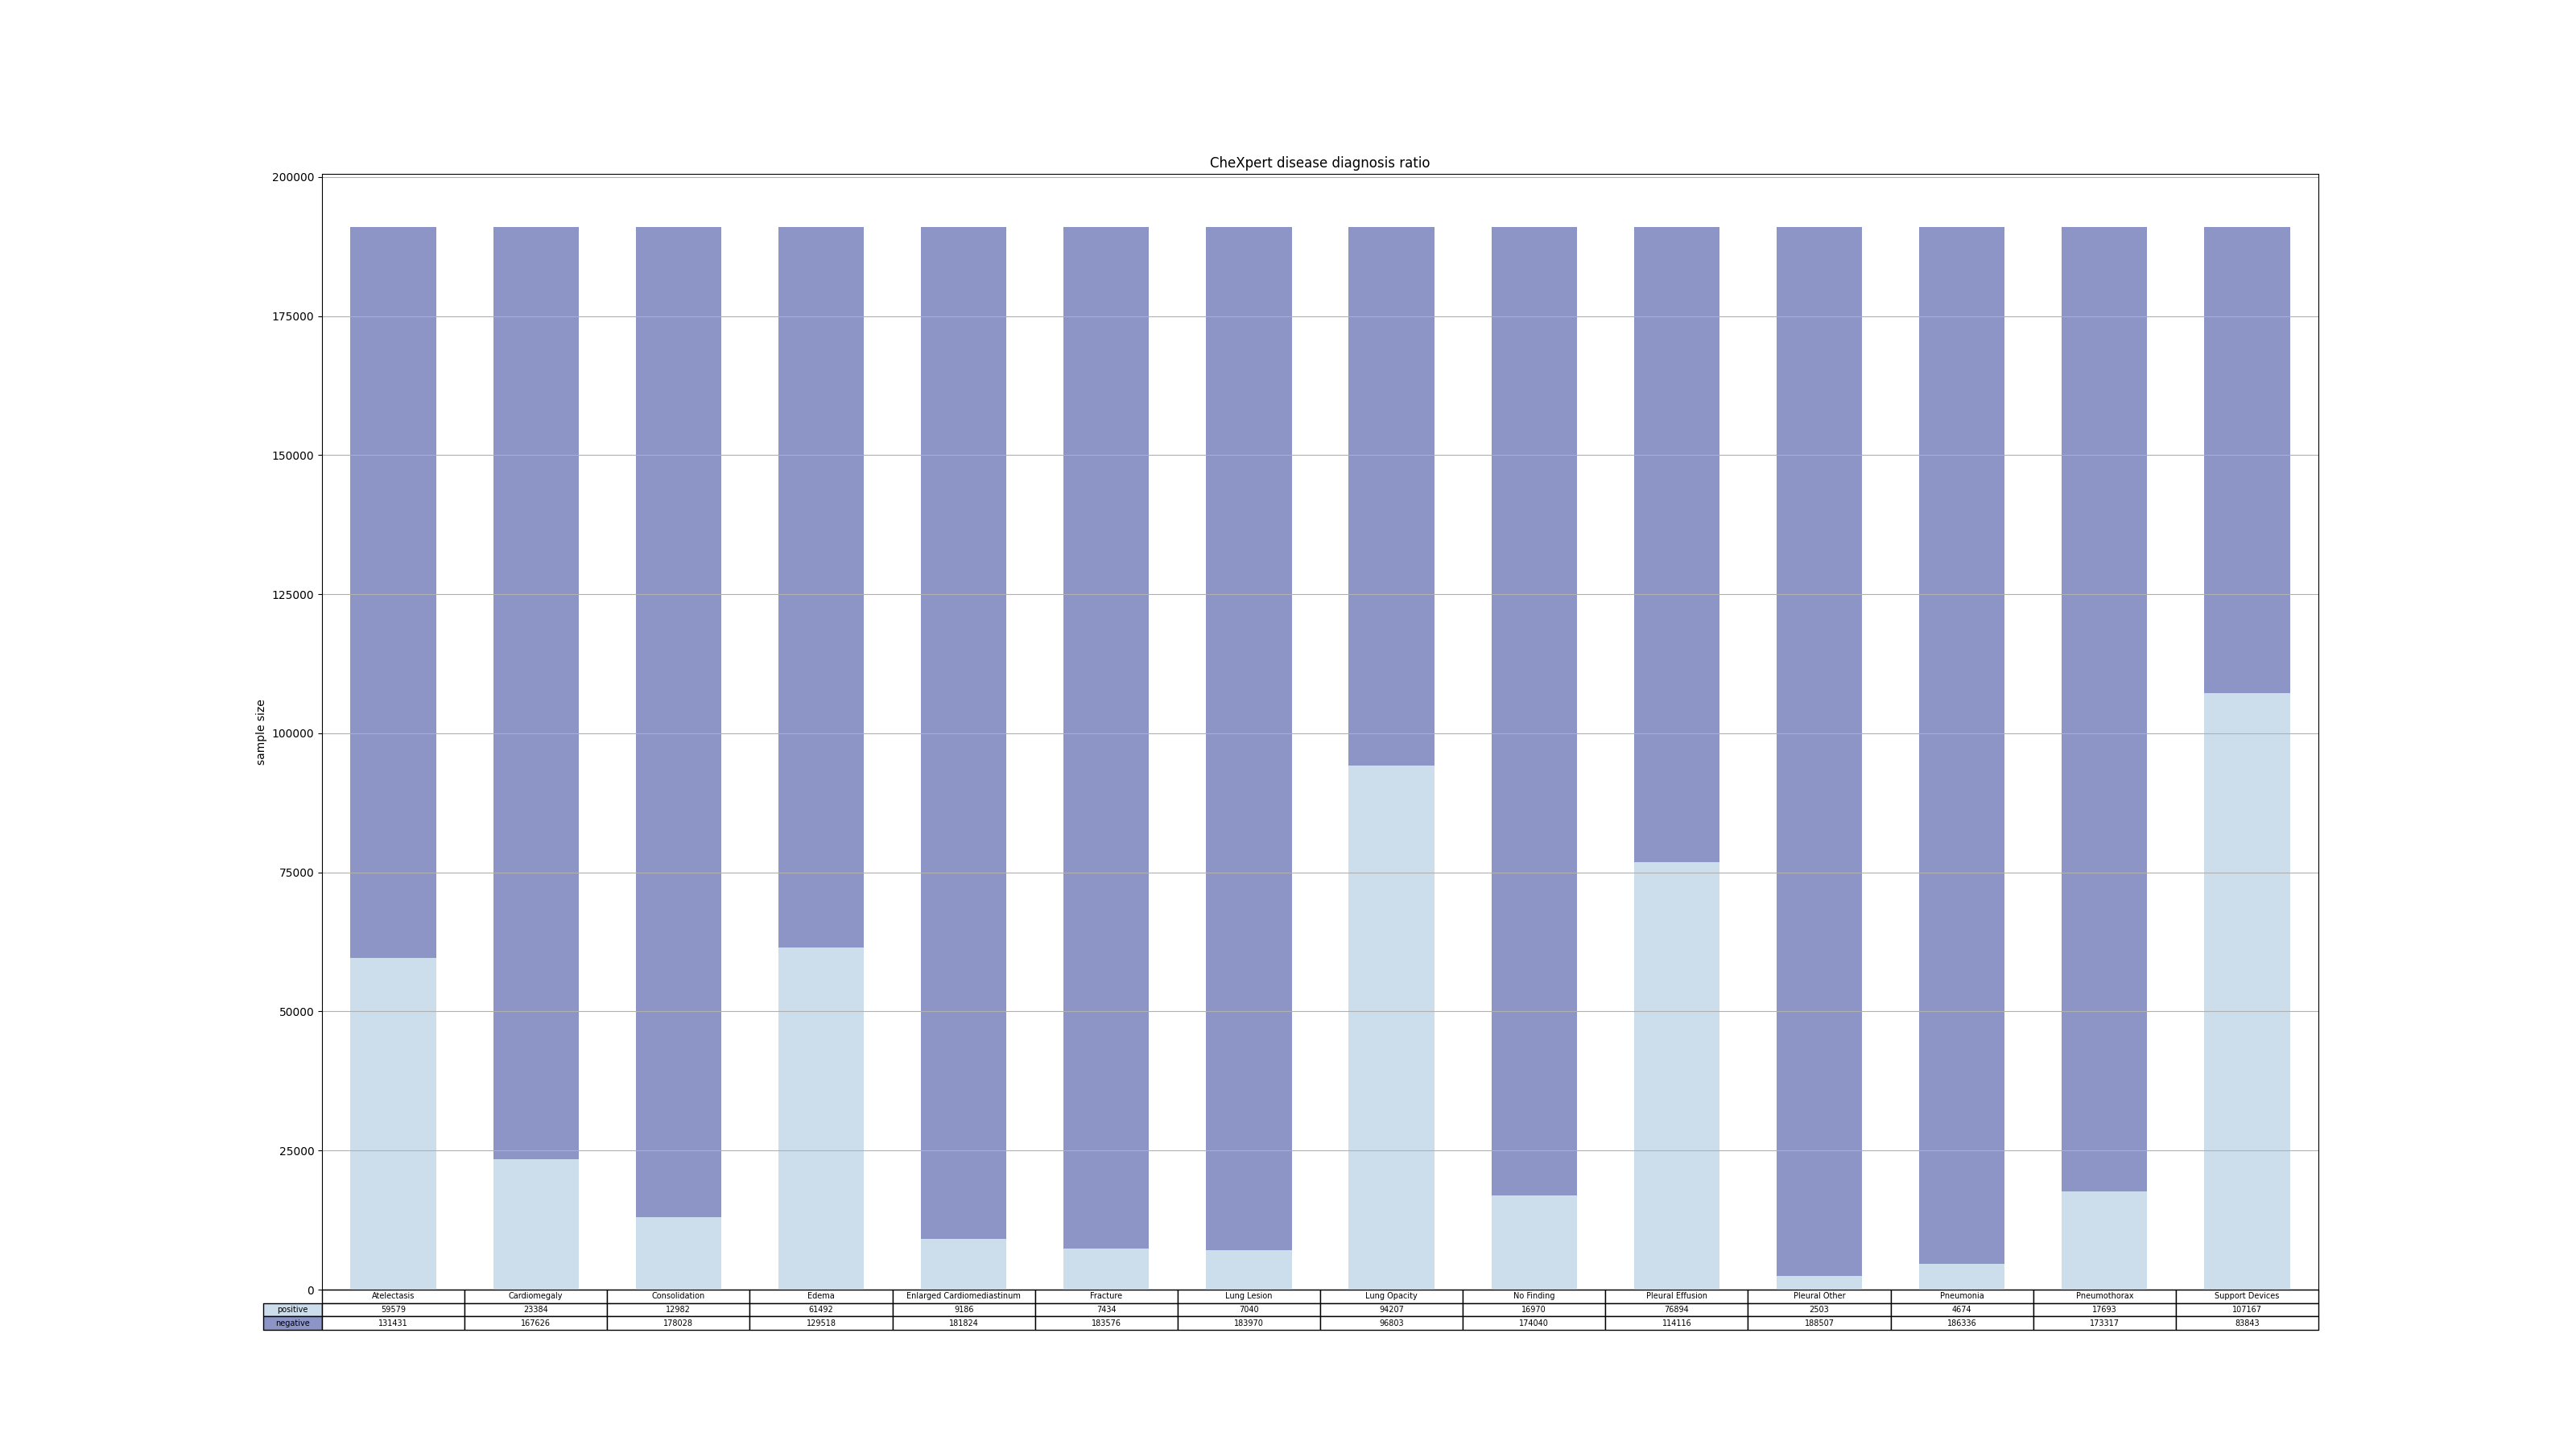 CheXpert disease diagnosis ratio
200000
175000
150000
125000
100000
75000
50000
25000
0
sample size
Atelectasis Cardiomegaly Consolidation Edema Enlarged Cardiomediastinum Fracture Lung Lesion Lung Opacity No Finding Pleural Effusion Pleural Other Pneumonia Pneumothorax Support Devices
positive 59579 23384 12982 61492 9186 7434 7040 94207 16970 76894 2503 4674 17693 107167
negative 131431 167626 178028 129518 181824 183576 183970 96803 174040 114116 188507 186336 173317 83843